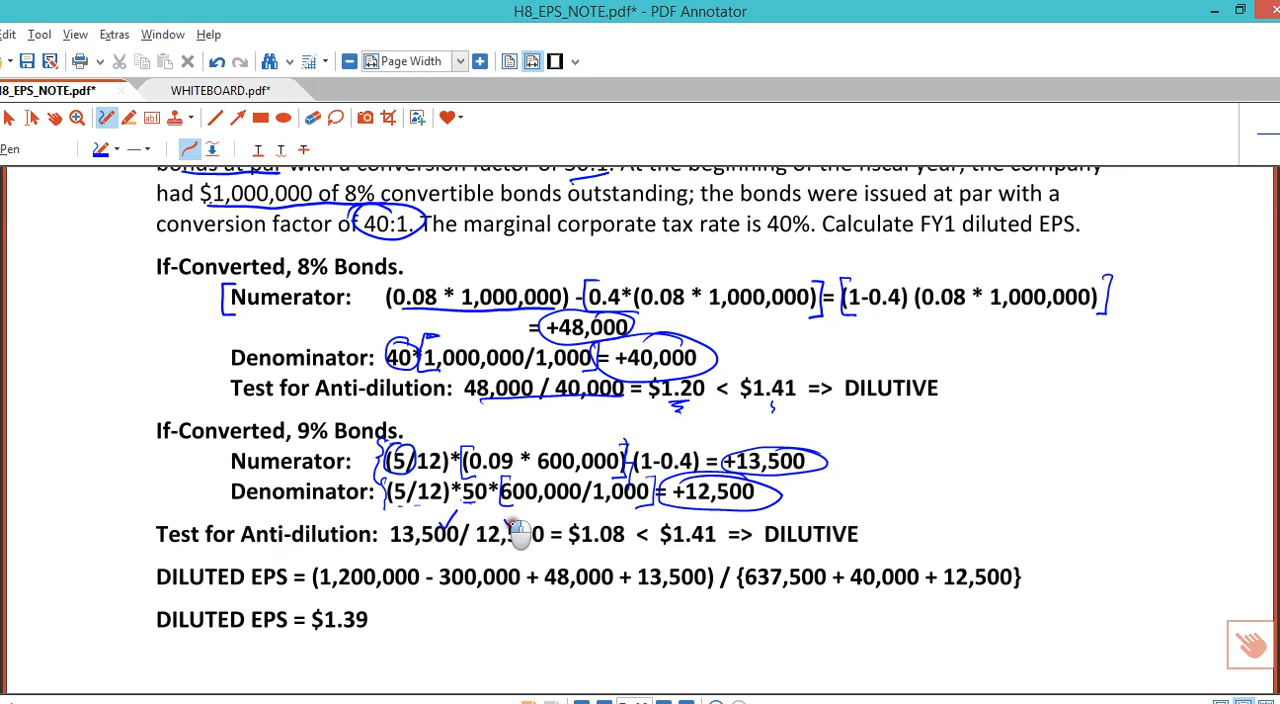 H8_EPS_NOTE.pdf* - PDF Annotator
dit Tool View Extras Window Help
Page Width
H8_EPS_NOTE.pdf* WHITEBOARD.pdf*
Pen
had $1,000,000 of 8% convertible bonds outstanding; the bonds were issued at par with a
conversion factor of 40:1. The marginal corporate tax rate is 40%. Calculate FY1 diluted EPS.
If-Converted, 8% Bonds.
Numerator: (0.08 * 1,000,000) - 0.4*(0.08 * 1,000,000) = (1-0.4) (0.08 * 1,000,000)
= +48,000
Denominator: 40*1,000,000/1,000 = +40,000
Test for Anti-dilution: 48,000 / 40,000 = $1.20 < $1.41 => DILUTIVE
If-Converted, 9% Bonds.
Numerator: (5/12)*(0.09 * 600,000) (1-0.4) = +13,500
Denominator: (5/12)*50*600,000/1,000 = +12,500
Test for Anti-dilution: 13,500/ 12, 0 = $1.08 < $1.41 => DILUTIVE
DILUTED EPS = (1,200,000 - 300,000 + 48,000 + 13,500) / {637,500 + 40,000 + 12,500}
DILUTED EPS = $1.39